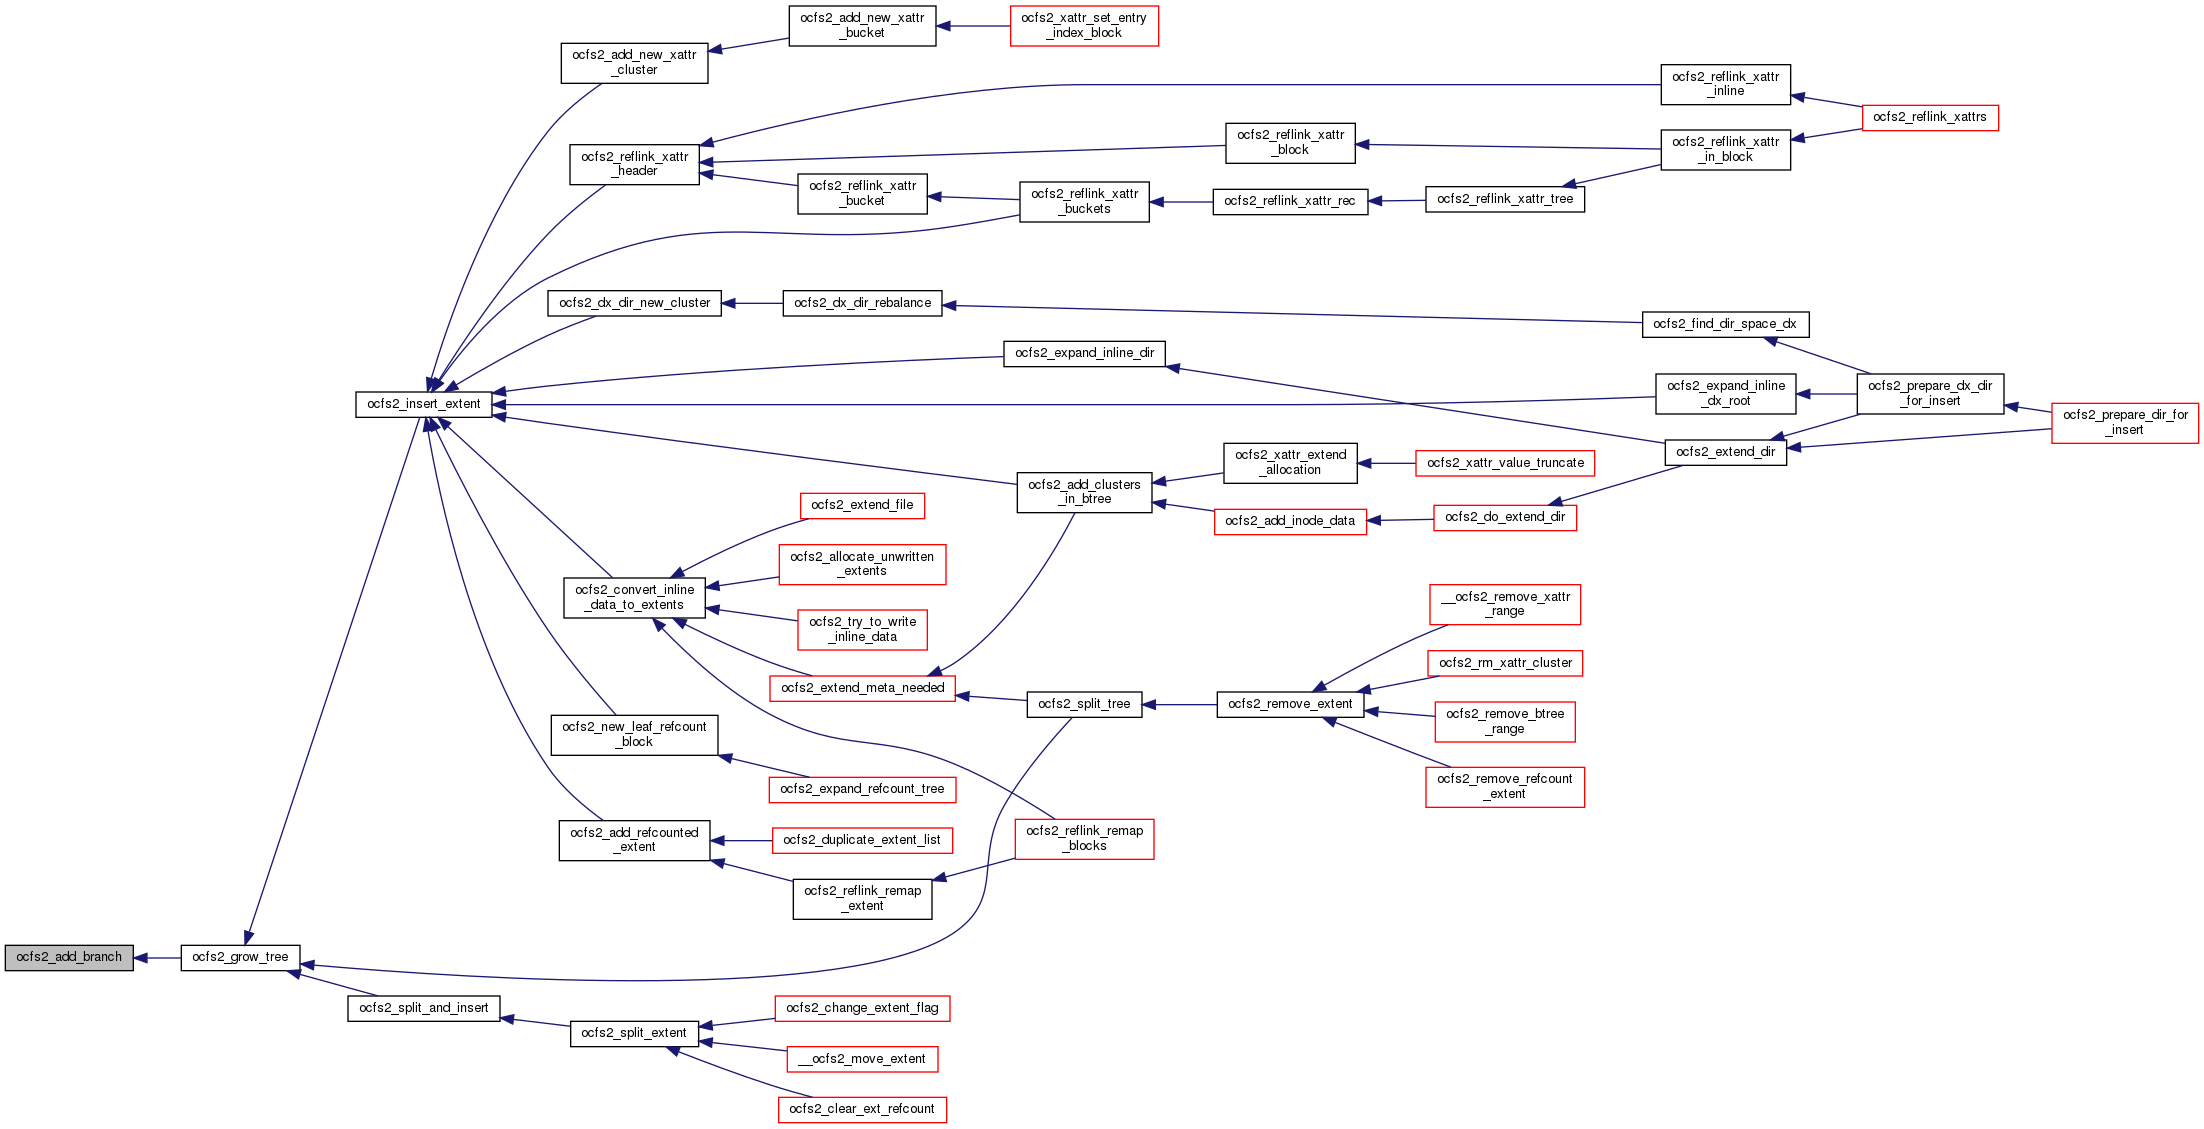 ocfs2_add_new_xattr
_bucket
ocfs2_xattr_set_entry
_index_block
ocfs2_add_new_xattr
_cluster
ocfs2_reflink_xattr
_inline
ocfs2_reflink_xattrs
ocfs2_reflink_xattr
_block
ocfs2_reflink_xattr
_in_block
ocfs2_reflink_xattr
_header
ocfs2_reflink_xattr
_bucket
ocfs2_reflink_xattr
_buckets
ocfs2_reflink_xattr_rec
ocfs2_reflink_xattr_tree
ocfs2_dx_dir_new_cluster
ocfs2_dx_dir_rebalance
ocfs2_find_dir_space_dx
ocfs2_expand_inline_dir
ocfs2_insert_extent
ocfs2_expand_inline
_dx_root
ocfs2_prepare_dx_dir
_for_insert
ocfs2_prepare_dir_for
_insert
ocfs2_extend_dir
ocfs2_xattr_extend
_allocation
ocfs2_xattr_value_truncate
ocfs2_add_clusters
_in_btree
ocfs2_extend_file
ocfs2_add_inode_data
ocfs2_do_extend_dir
ocfs2_allocate_unwritten
_extents
ocfs2_convert_inline
_data_to_extents
ocfs2_try_to_write
_inline_data
__ocfs2_remove_xattr
_range
ocfs2_rm_xattr_cluster
ocfs2_extend_meta_needed
ocfs2_split_tree
ocfs2_remove_extent
ocfs2_remove_btree
_range
ocfs2_new_leaf_refcount
_block
ocfs2_expand_refcount_tree
ocfs2_remove_refcount
_extent
ocfs2_add_refcounted
_extent
ocfs2_duplicate_extent_list
ocfs2_reflink_remap
_blocks
ocfs2_reflink_remap
_extent
ocfs2_add_branch
ocfs2_grow_tree
ocfs2_split_and_insert
ocfs2_change_extent_flag
ocfs2_split_extent
__ocfs2_move_extent
ocfs2_clear_ext_refcount